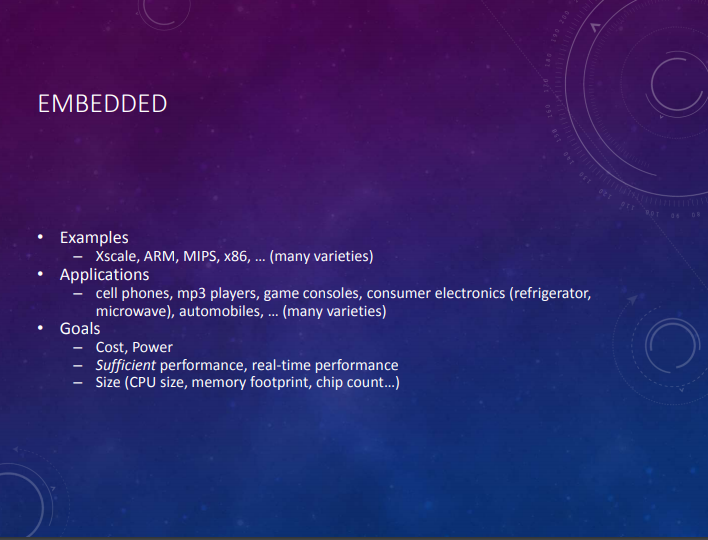 EMBEDDED
• Examples
– Xscale, ARM, MIPS, x86, … (many varieties)
• Applications
– cell phones, mp3 players, game consoles, consumer electronics (refrigerator,
microwave), automobiles, … (many varieties)
• Goals
– Cost, Power
– Sufficient performance, real-time performance
– Size (CPU size, memory footprint, chip count…)